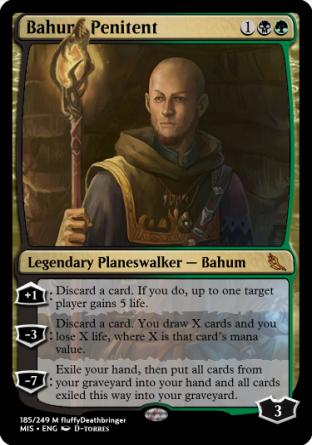 Bahum, Penitent 1
Legendary Planeswalker — Bahum
+1: Discard a card. If you do, up to one target
player gains 5 life.
-3: Discard a card. You draw X cards and you
lose X life, where X is that card's mana
value.
-7: Exile your hand, then put all cards from
your graveyard into your hand and all cards
exiled this way into your graveyard.
3
185/249 M fluffyDeathbringer
MIS • ENG D-TORRES